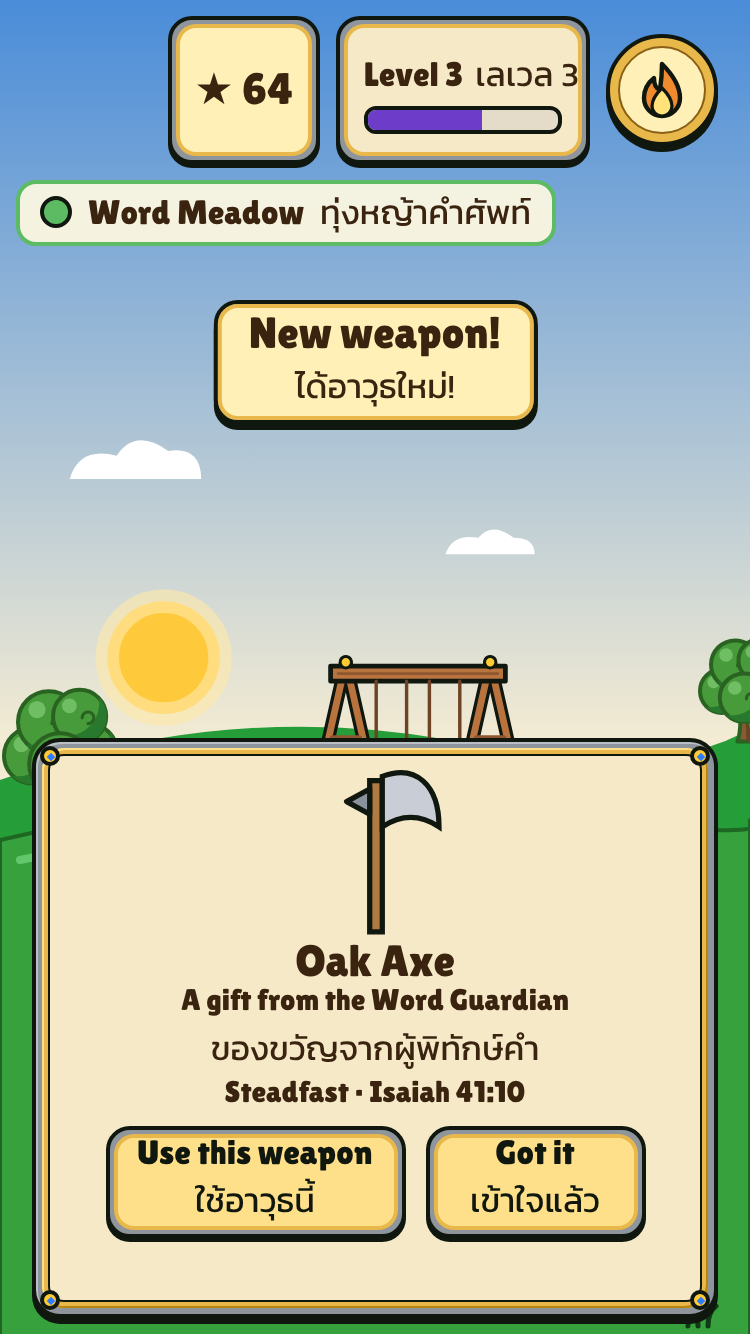 ★ 64
Level 3 เลเวล 3
Word Meadow ทุ่งหญ้าคำศัพท์
New weapon!
ได้อาวุธใหม่!
Oak Axe
A gift from the Word Guardian
ของขวัญจากผู้พิทักษ์คำ
Steadfast · Isaiah 41:10
Use this weapon
ใช้อาวุธนี้
Got it
เข้าใจแล้ว